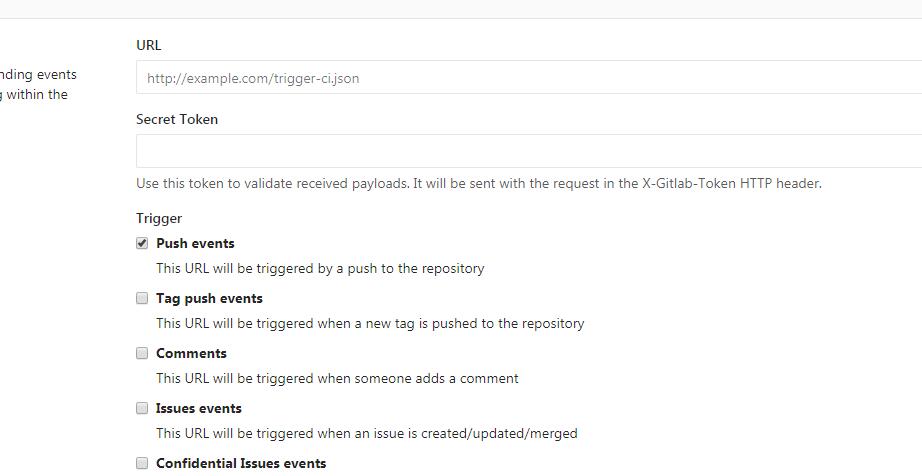 URL
nding events
within the
http://example.com/trigger-ci.json
Secret Token
Use this token to validate received payloads. It will be sent with the request in the X-Gitlab-Token HTTP header.
Trigger
Push events
This URL will be triggered by a push to the repository
Tag push events
This URL will be triggered when a new tag is pushed to the repository
Comments
This URL will be triggered when someone adds a comment
Issues events
This URL will be triggered when an issue is created/updated/merged
Confidential Issues events